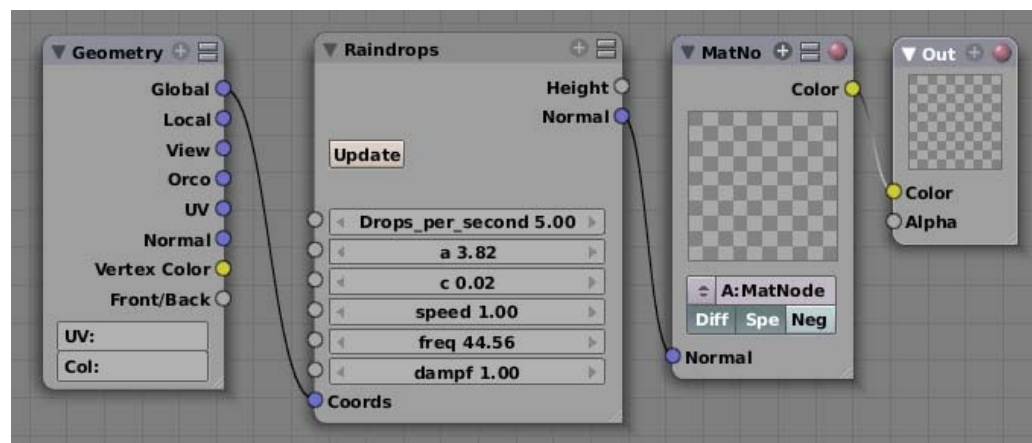 Geometry
Global
Local
View
Orco
UV
Normal
Vertex Color
Front/Back
UV:
Col:
Raindrops
Height
Normal
Update
Drops_per_second 5.00
a 3.82
c 0.02
speed 1.00
freq 44.56
dampf 1.00
Coords
MatNo
Color
A:MatNode
Diff Spe Neg
Normal
Out
Color
Alpha